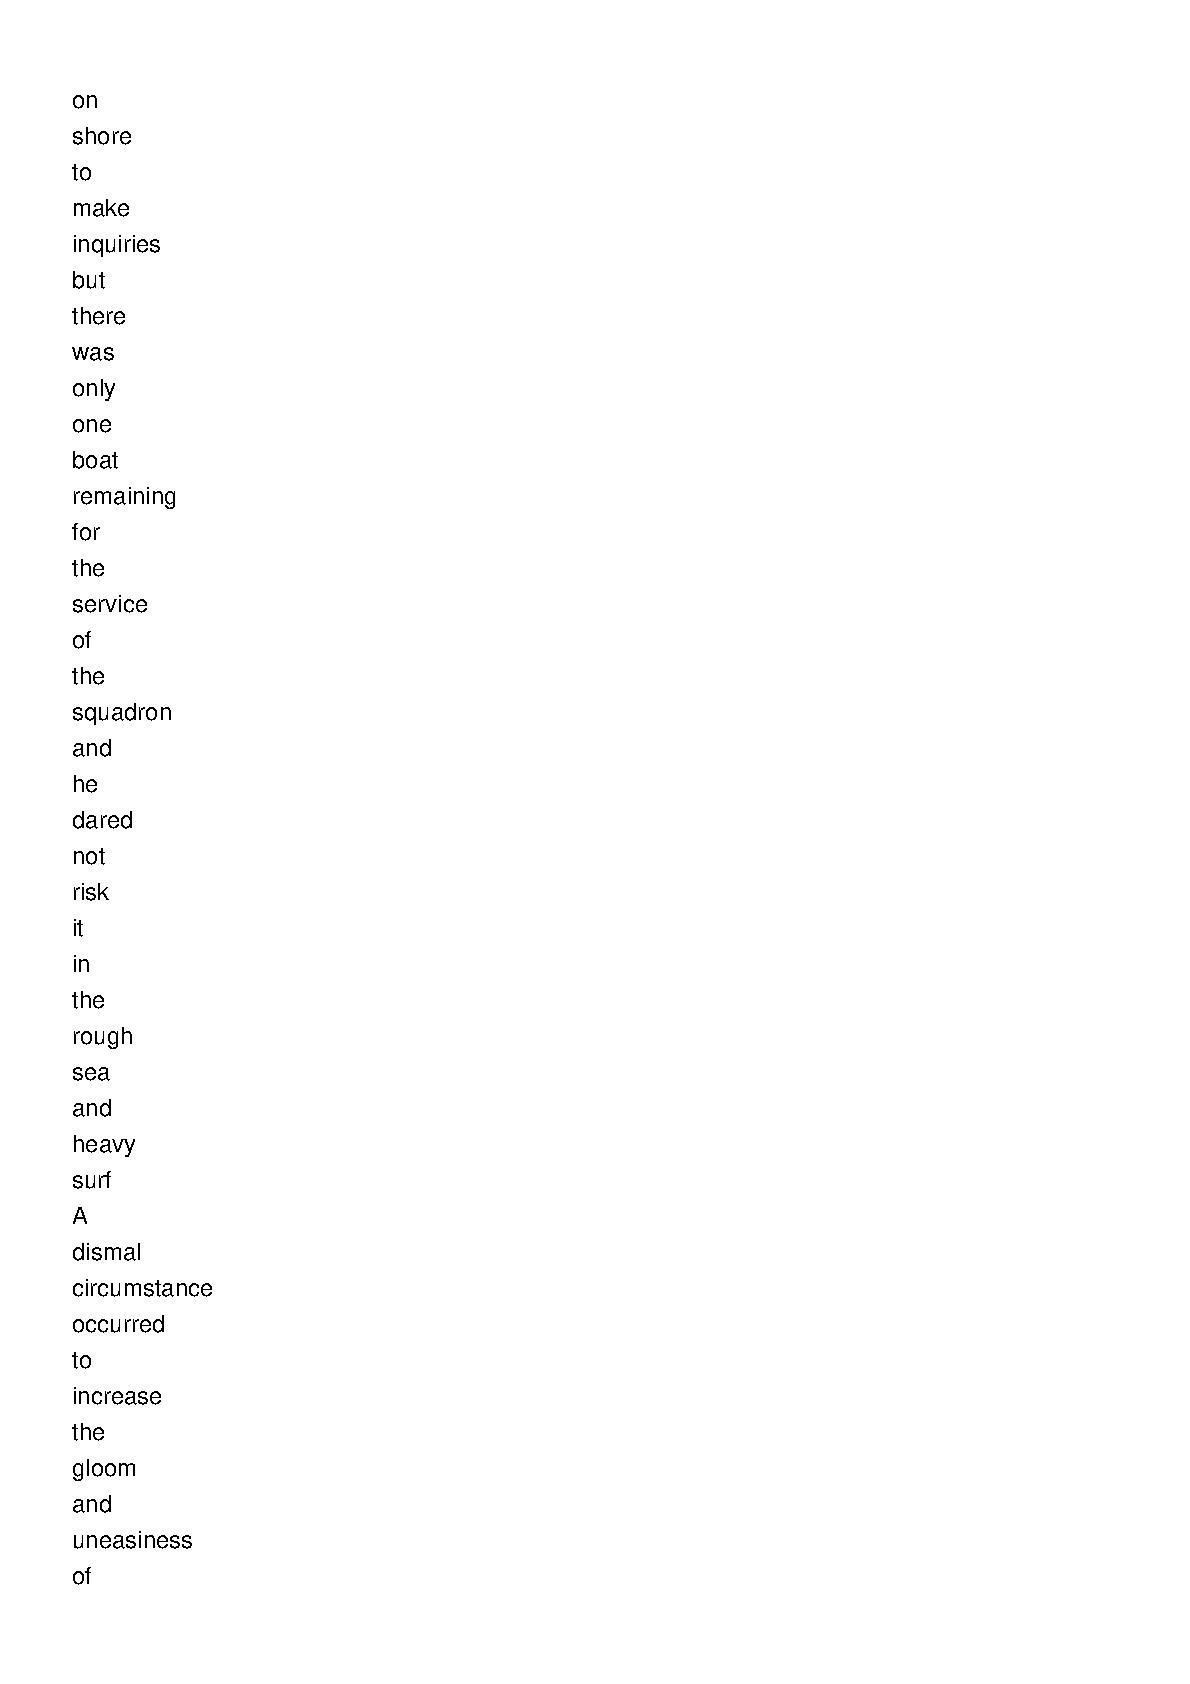 on
shore
to
make
inquiries
but
there
was
only
one
boat
remaining
for
the
service
of
the
squadron
and
he
dared
not
risk
it
in
the
rough
sea
and
heavy
surf
A
dismal
circumstance
occurred
to
increase
the
gloom
and
uneasiness
of